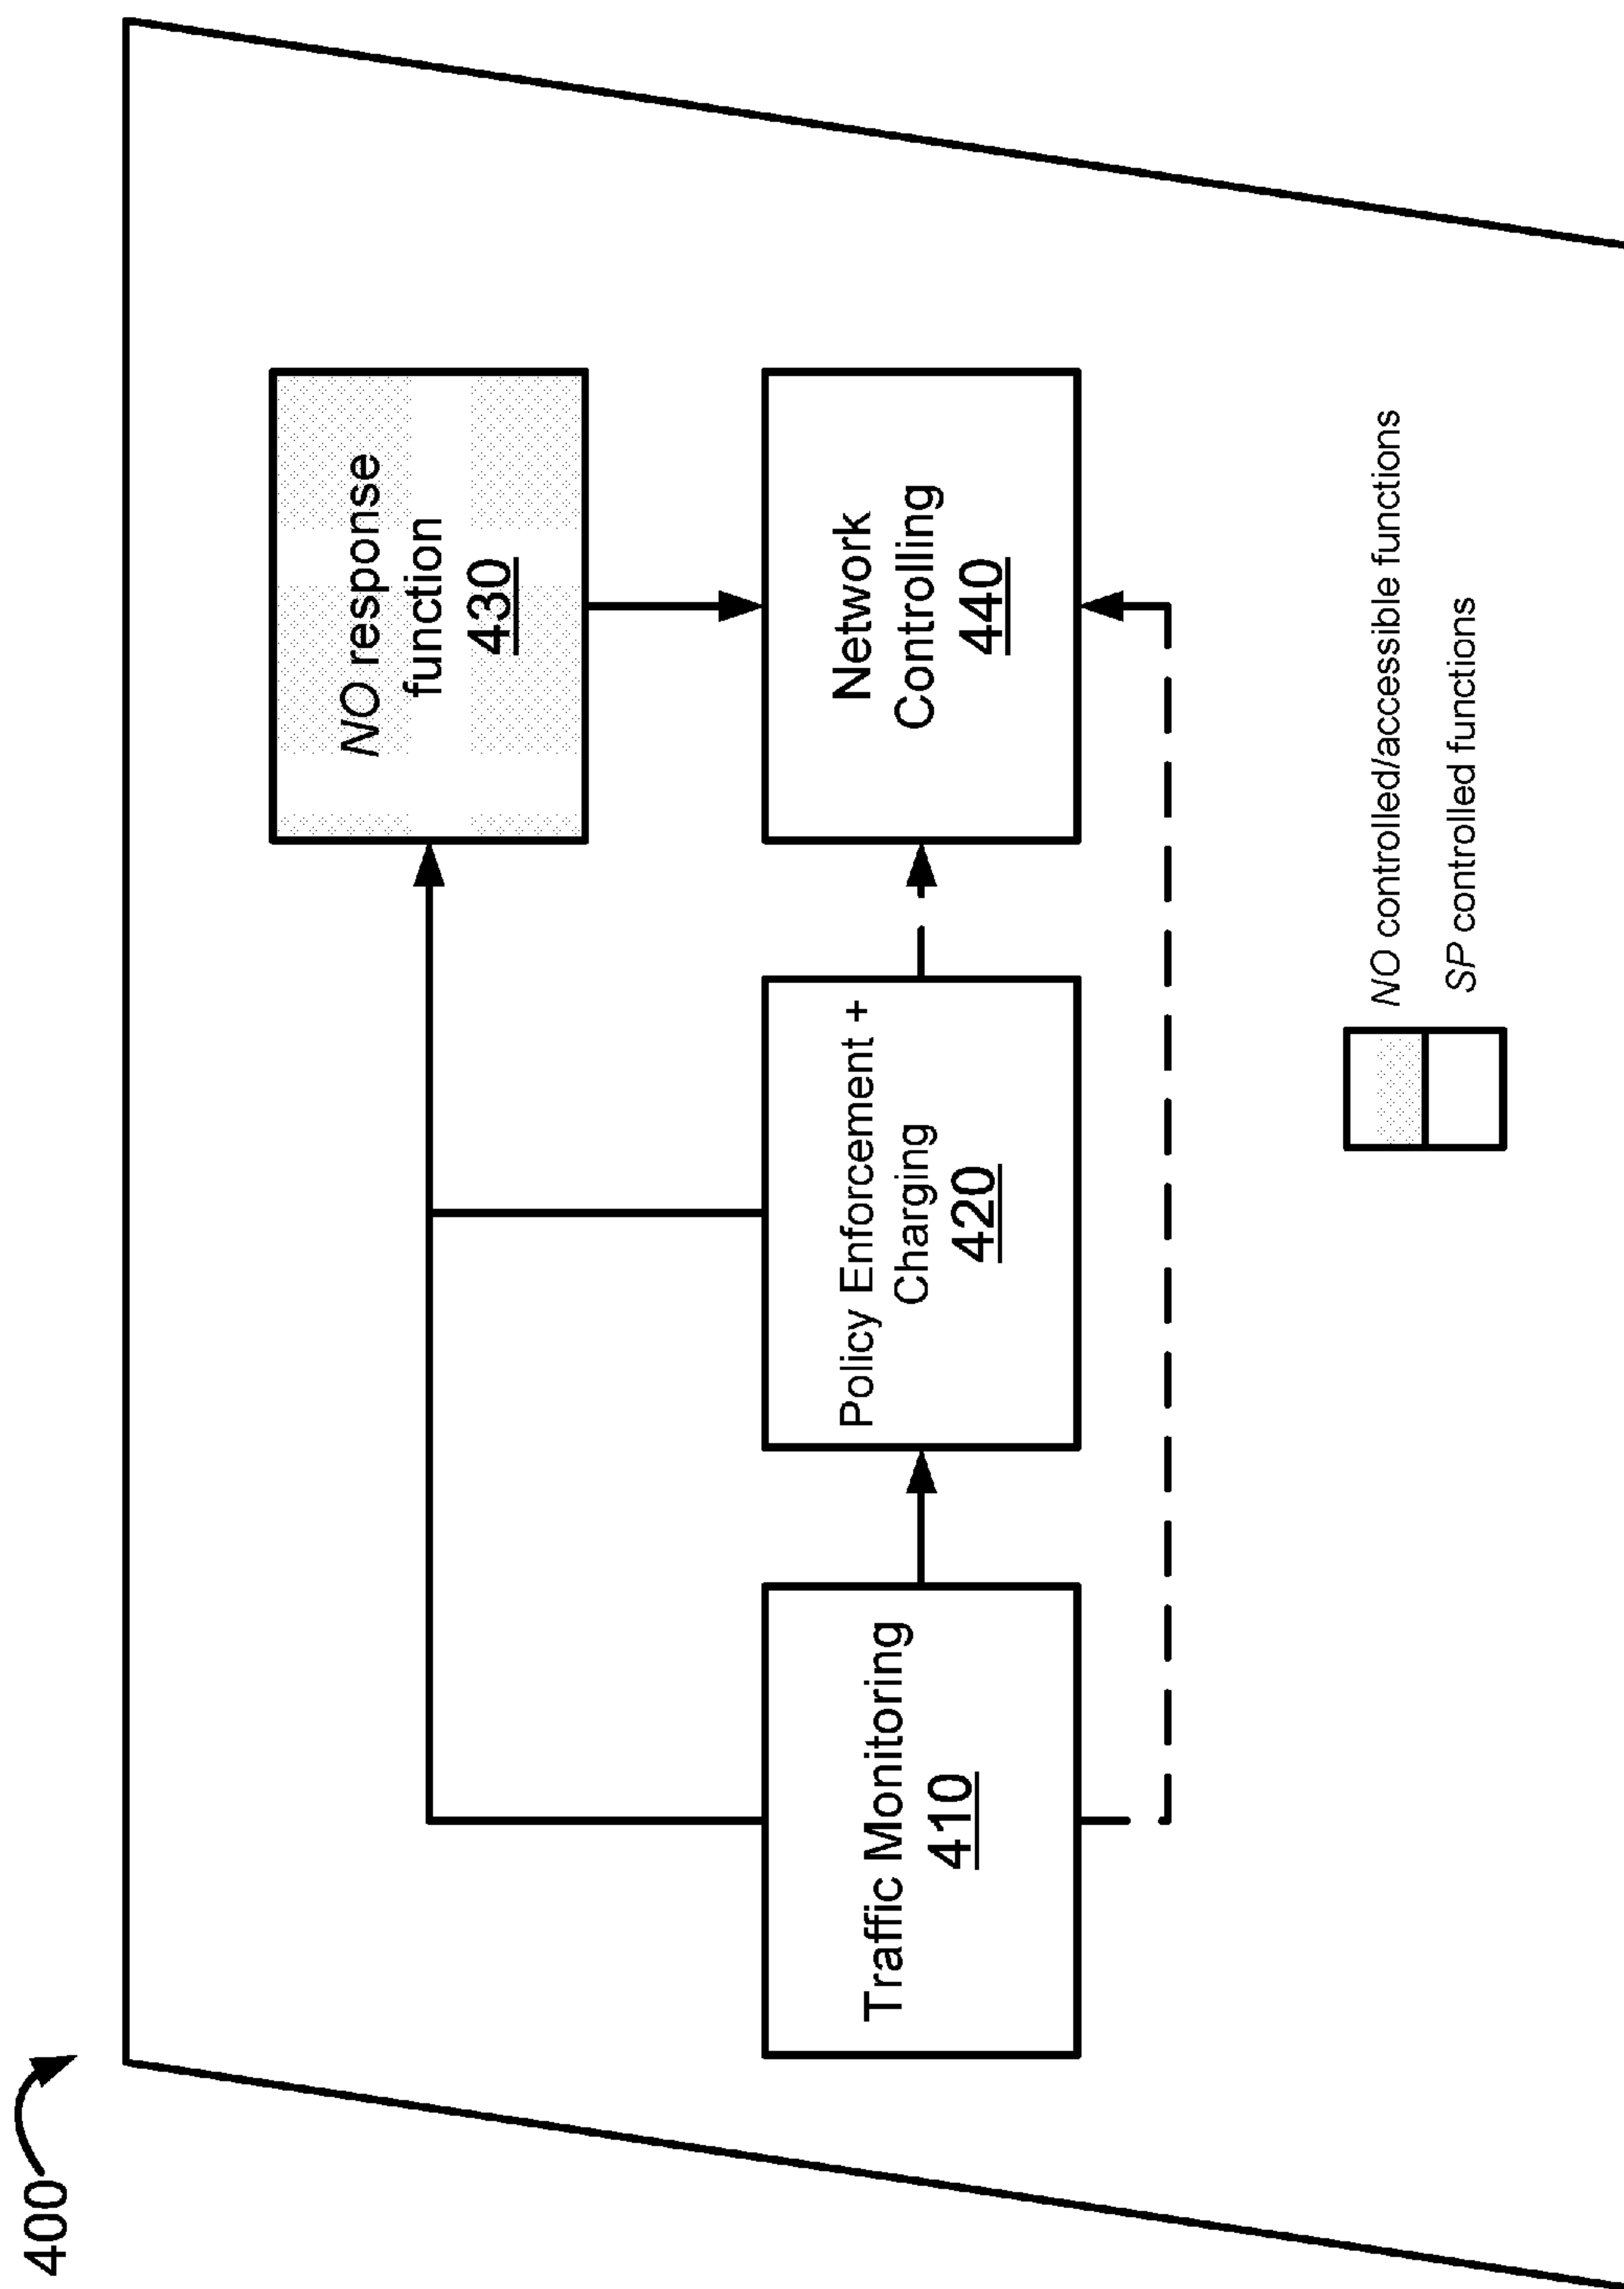 400
NO response
function
430
Traffic Monitoring
410
Policy Enforcement +
Charging
420
Network
Controlling
440
NO controlled/accessible functions
SP controlled functions